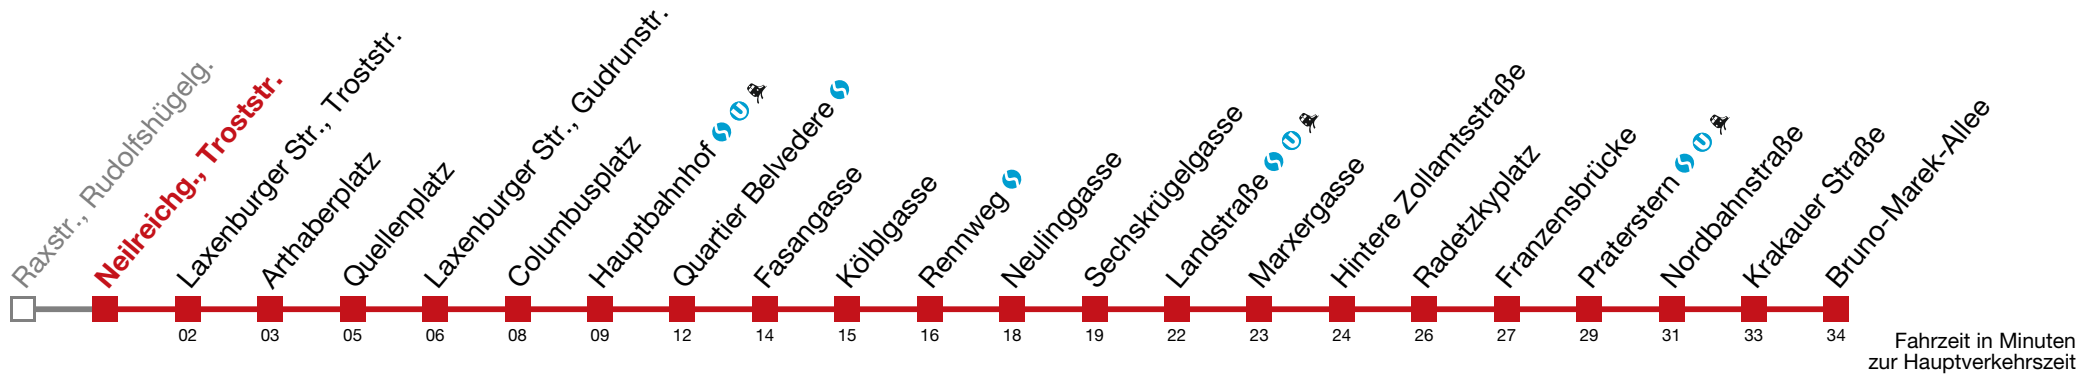 Raxstr., Rudolfshügelg.
Neilreichg., Troststr.
Laxenburger Str., Troststr.
Arthaberplatz
Quellenplatz
Laxenburger Str., Gudrunstr.
Columbusplatz
Hauptbahnhof S U
Quartier Belvedere S
Fasangasse
Kölblgasse
Rennweg S
Neulinggasse
Sechskrügelgasse
Landstraße S U
Marxergasse
Hintere Zollamtsstraße
Radetzkyplatz
Franzensbrücke
Praterstern S U
Nordbahnstraße
Krakauer Straße
Bruno-Marek-Allee
02 03 05 06 08 09 12 14 15 16 18 19 22 23 24 26 27 29 31 33 34
Fahrzeit in Minuten
zur Hauptverkehrszeit